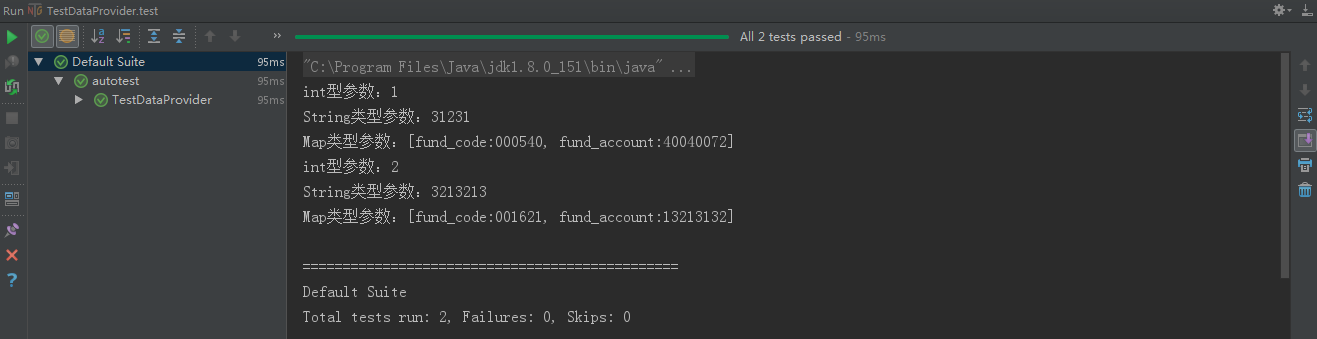 Run TestDataProvider.test
All 2 tests passed - 95ms
Default Suite 95ms
autotest 95ms
TestDataProvider 95ms
"C:\Program Files\Java\jdk1.8.0_151\bin\java" ...
int型参数：1
String类型参数：31231
Map类型参数：[fund_code:000540, fund_account:40040072]
int型参数：2
String类型参数：3213213
Map类型参数：[fund_code:001621, fund_account:13213132]
===============================================
Default Suite
Total tests run: 2, Failures: 0, Skips: 0